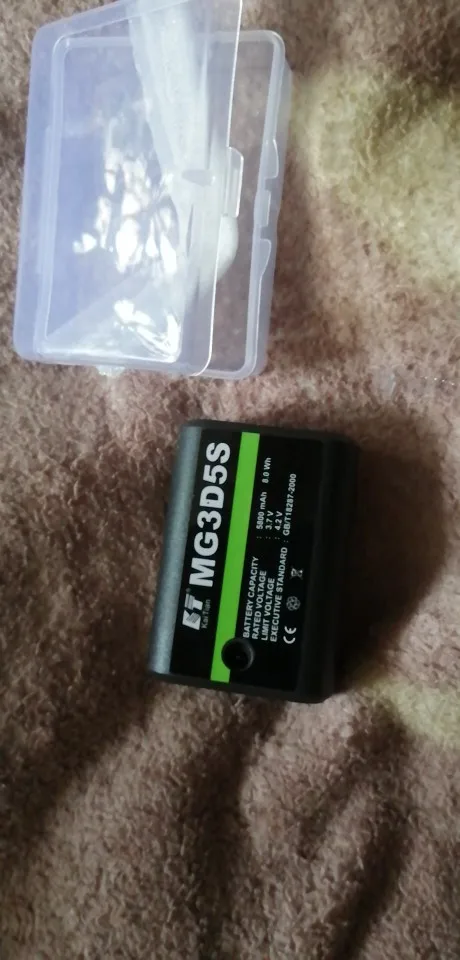 KT®
Kai Tian
MG3D5S
BATTERY CAPACITY : 5800 mAh 8.0 Wh
RATED VOLTAGE : 3.7 V
LIMIT VOLTAGE : 4.2 V
EXECUTIVE STANDARD : GB/T18287-2000
CE